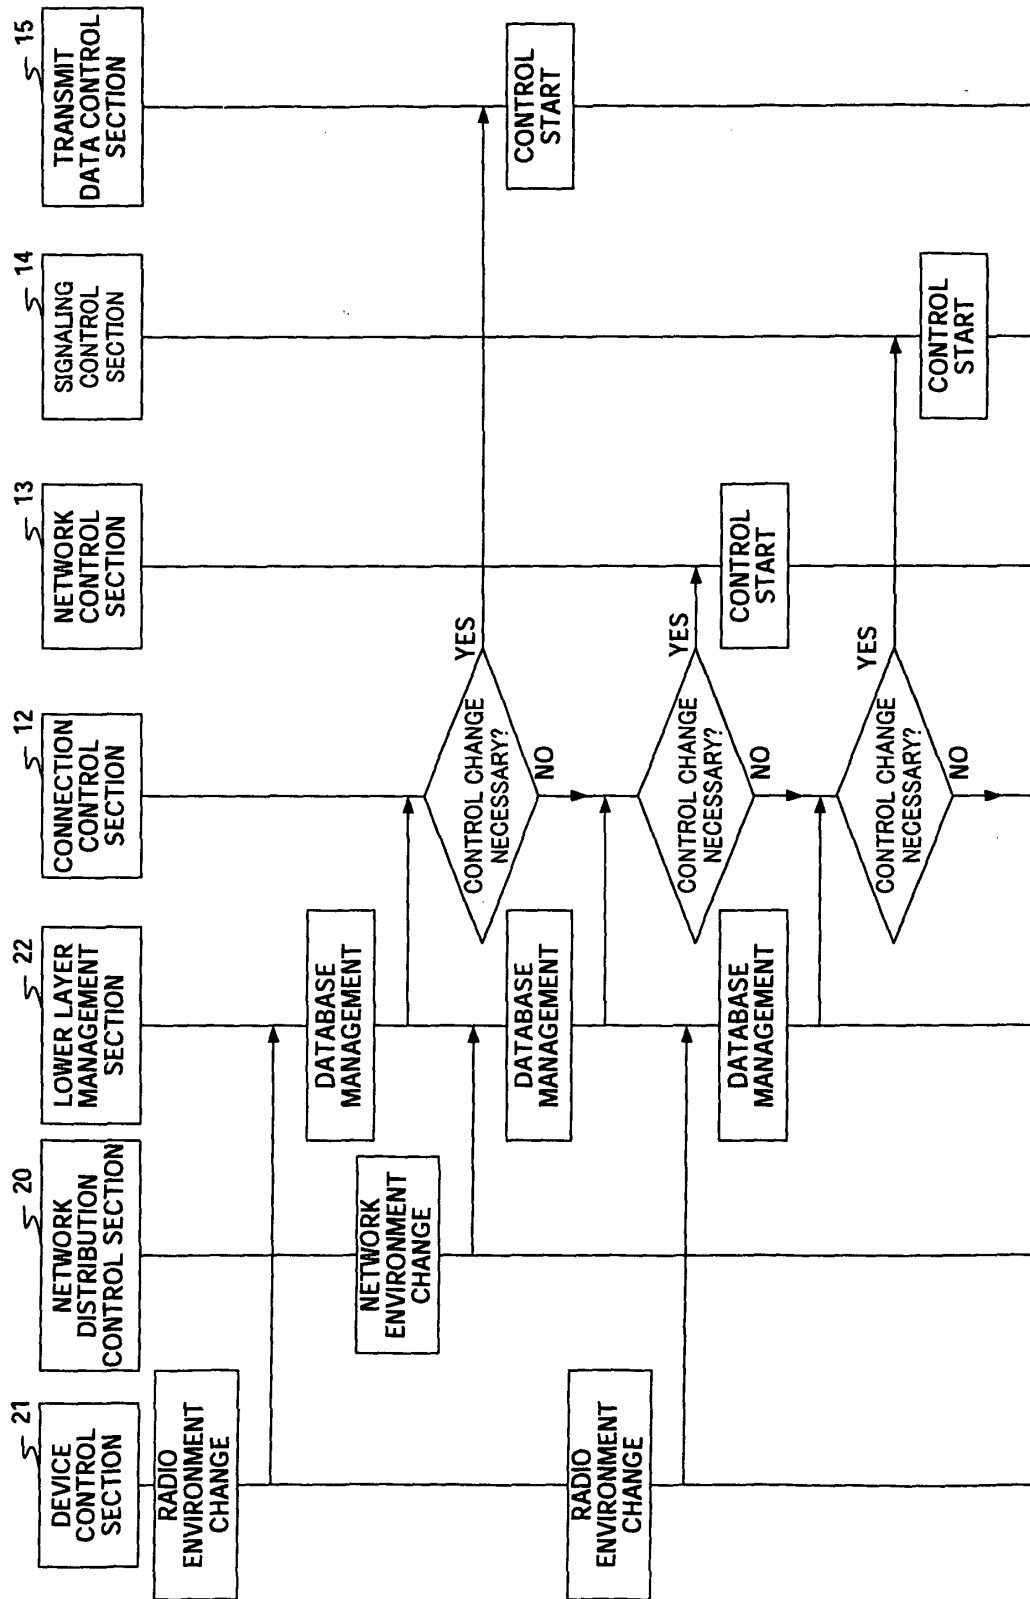 21
DEVICE
CONTROL
SECTION
20
NETWORK
DISTRIBUTION
CONTROL SECTION
22
LOWER LAYER
MANAGEMENT
SECTION
12
CONNECTION
CONTROL
SECTION
13
NETWORK
CONTROL
SECTION
14
SIGNALING
CONTROL
SECTION
15
TRANSMIT
DATA CONTROL
SECTION
RADIO
ENVIRONMENT
CHANGE
DATABASE
MANAGEMENT
NETWORK
ENVIRONMENT
CHANGE
CONTROL CHANGE
NECESSARY?
YES
NO
CONTROL
START
DATABASE
MANAGEMENT
RADIO
ENVIRONMENT
CHANGE
CONTROL CHANGE
NECESSARY?
YES
NO
CONTROL
START
DATABASE
MANAGEMENT
CONTROL CHANGE
NECESSARY?
YES
NO
CONTROL
START